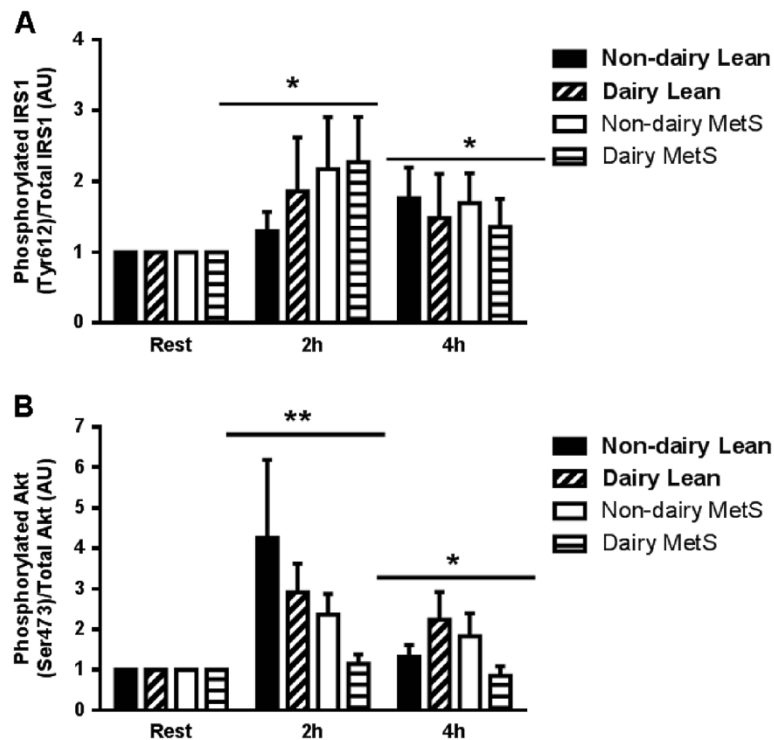 A
Phosphorylated IRS1
(Tyr612)/Total IRS1 (AU)
4
3
2
1
0
*
*
Rest
2h
4h
Non-dairy Lean
Dairy Lean
Non-dairy MetS
Dairy MetS
B
Phosphorylated Akt
(Ser473)/Total Akt (AU)
7
6
5
4
3
2
1
0
**
*
Rest
2h
4h
Non-dairy Lean
Dairy Lean
Non-dairy MetS
Dairy MetS